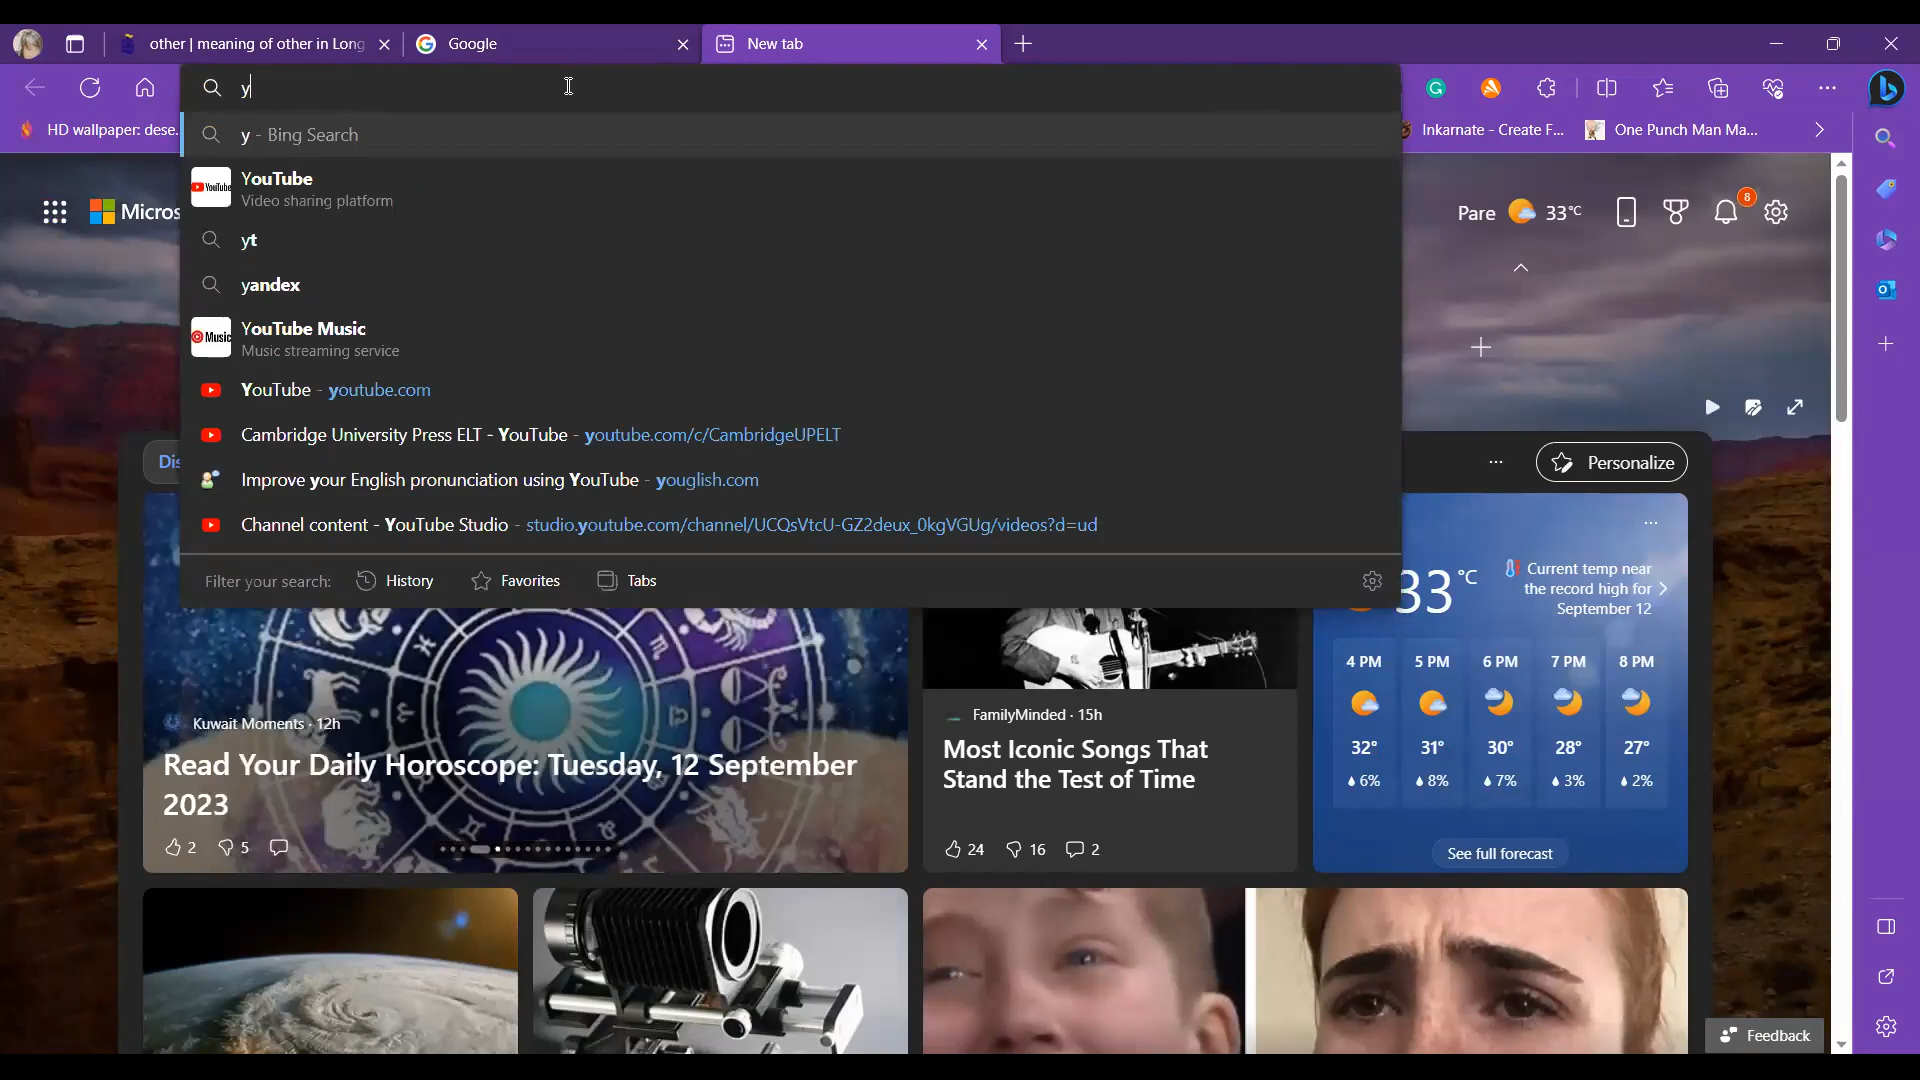 other | meaning of other in Long
Google
New tab
y
HD wallpaper: dese...
Inkarnate - Create F...
One Punch Man Ma...
y - Bing Search
YouTube
Video sharing platform
yt
yandex
YouTube Music
Music streaming service
YouTube - youtube.com
Cambridge University Press ELT - YouTube - youtube.com/c/CambridgeUPELT
Improve your English pronunciation using YouTube - youglish.com
Channel content - YouTube Studio - studio.youtube.com/channel/UCQsVtcU-GZ2deux_0kgVGUg/videos?d=ud
Filter your search:
History
Favorites
Tabs
Micros
Pare
33°C
8
Dis
Personalize
33°C
Current temp near
the record high for
September 12
4 PM 5 PM 6 PM 7 PM 8 PM
32° 31° 30° 28° 27°
6% 8% 7% 3% 2%
See full forecast
Kuwait Moments · 12h
Read Your Daily Horoscope: Tuesday, 12 September
2023
2 5
FamilyMinded · 15h
Most Iconic Songs That
Stand the Test of Time
24 16 2
Feedback